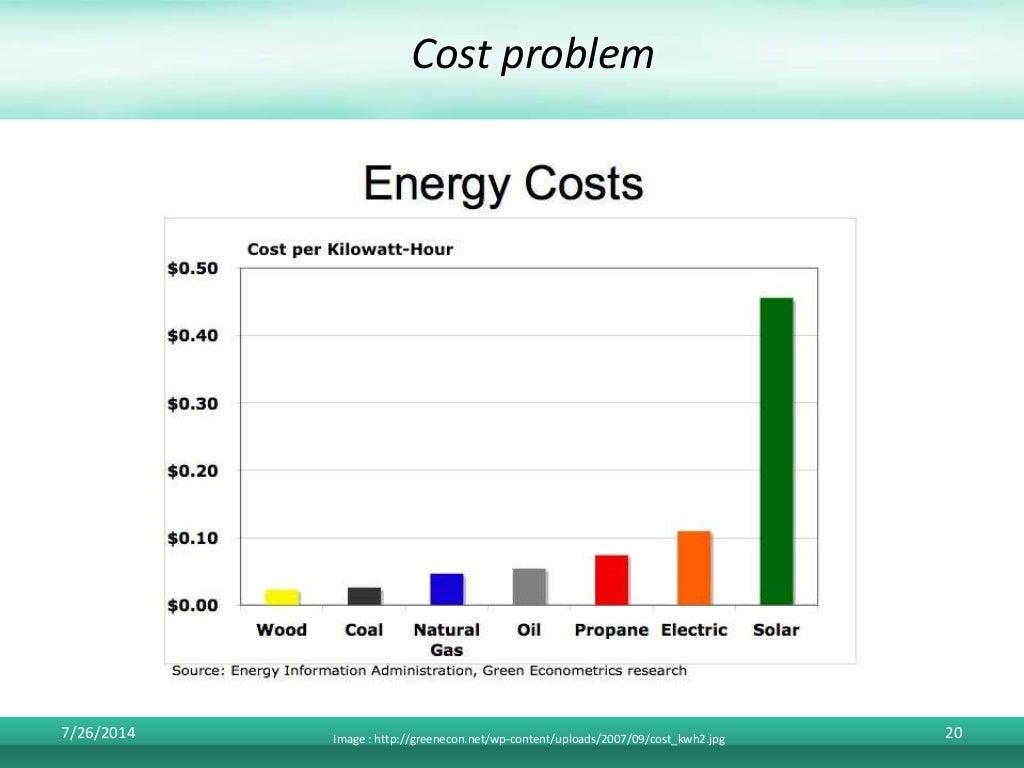 Cost problem
Energy Costs
Cost per Kilowatt-Hour
$0.50
$0.40
$0.30
$0.20
$0.10
$0.00
Wood Coal Natural Gas Oil Propane Electric Solar
Source: Energy Information Administration, Green Econometrics research
7/26/2014
Image : http://greenecon.net/wp-content/uploads/2007/09/cost_kwh2.jpg
20